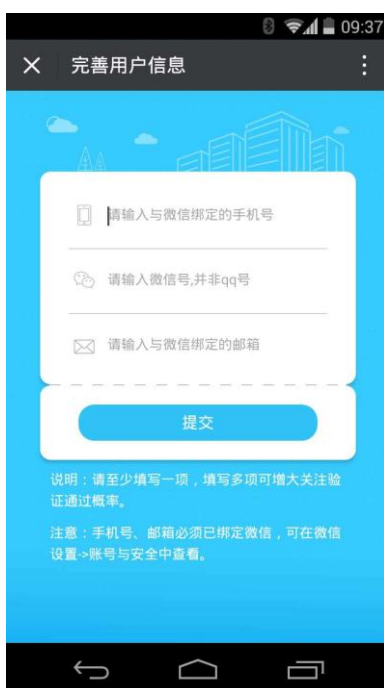 09:37
完善用户信息
请输入与微信绑定的手机号
请输入微信号,并非qq号
请输入与微信绑定的邮箱
提交
说明：请至少填写一项，填写多项可增大关注验
证通过概率。
注意：手机号、邮箱必须已绑定微信，可在微信
设置->账号与安全中查看。